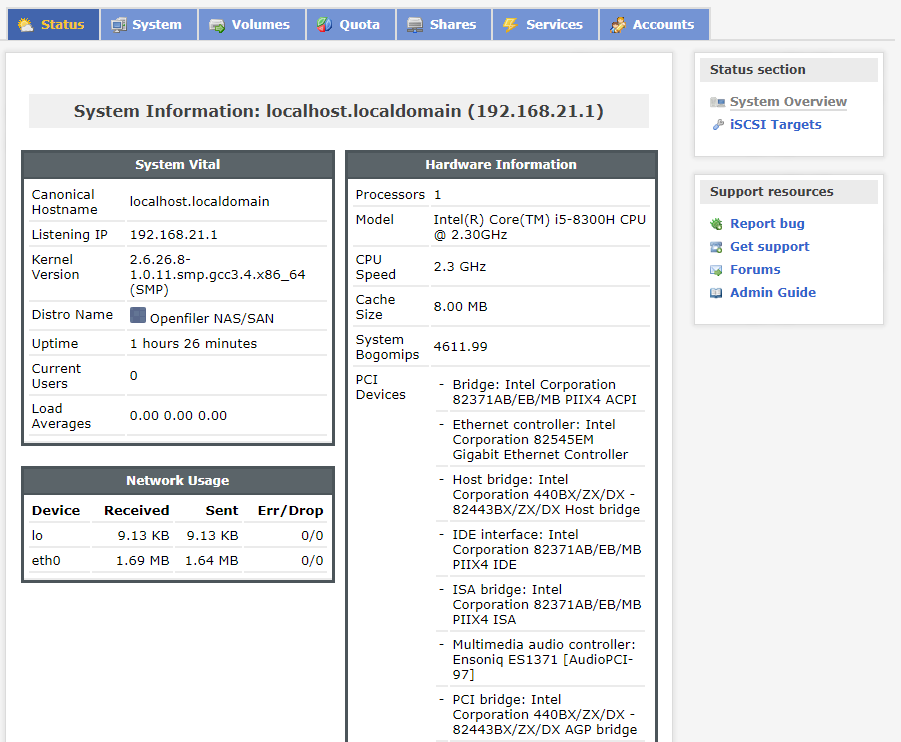 Status
System
Volumes
Quota
Shares
Services
Accounts
System Information: localhost.localdomain (192.168.21.1)
System Vital
Canonical
Hostname
localhost.localdomain
Listening IP
192.168.21.1
Kernel
Version
2.6.26.8-
1.0.11.smp.gcc3.4.x86_64
(SMP)
Distro Name
Openfiler NAS/SAN
Uptime
1 hours 26 minutes
Current
Users
0
Load
Averages
0.00 0.00 0.00
Network Usage
Device Received Sent Err/Drop
lo 9.13 KB 9.13 KB 0/0
eth0 1.69 MB 1.64 MB 0/0
Hardware Information
Processors 1
Model
Intel(R) Core(TM) i5-8300H CPU
@ 2.30GHz
CPU
Speed
2.3 GHz
Cache
Size
8.00 MB
System
Bogomips
4611.99
PCI
Devices
- Bridge: Intel Corporation
82371AB/EB/MB PIIX4 ACPI
- Ethernet controller: Intel
Corporation 82545EM
Gigabit Ethernet Controller
- Host bridge: Intel
Corporation 440BX/ZX/DX -
82443BX/ZX/DX Host bridge
- IDE interface: Intel
Corporation 82371AB/EB/MB
PIIX4 IDE
- ISA bridge: Intel
Corporation 82371AB/EB/MB
PIIX4 ISA
- Multimedia audio controller:
Ensoniq ES1371 [AudioPCI-
97]
- PCI bridge: Intel
Corporation 440BX/ZX/DX -
82443BX/ZX/DX AGP bridge
Status section
System Overview
iSCSI Targets
Support resources
Report bug
Get support
Forums
Admin Guide